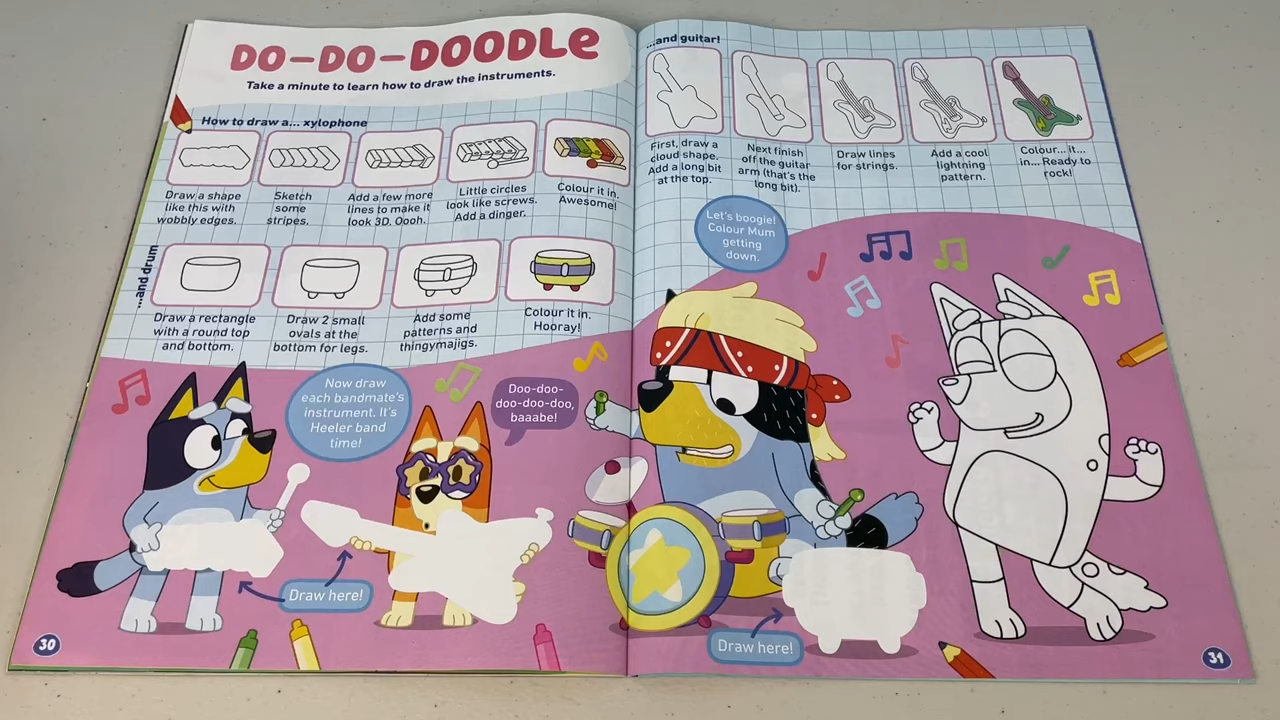 DO-DO-DOODLE
Take a minute to learn how to draw the instruments.
How to draw a... xylophone
Draw a shape
like this with
wobbly edges.
Sketch
some
stripes.
Add a few more
lines to make it
look 3D. Oooh.
Little circles
look like screws.
Add a dinger.
Colour it in.
Awesome!
...and drum
Draw a rectangle
with a round top
and bottom.
Draw 2 small
ovals at the
bottom for legs.
Add some
patterns and
thingymajigs.
Colour it in.
Hooray!
Now draw
each bandmate's
instrument. It's
Heeler band
time!
Doo-doo-
doo-doo-doo,
baaabe!
Draw here!
30
...and guitar!
First, draw a
cloud shape.
Add a long bit
at the top.
Next finish
off the guitar
arm (that's the
long bit).
Draw lines
for strings.
Add a cool
lightning
pattern.
Colour... it...
in... Ready to
rock!
Let's boogie!
Colour Mum
getting
down.
Draw here!
31